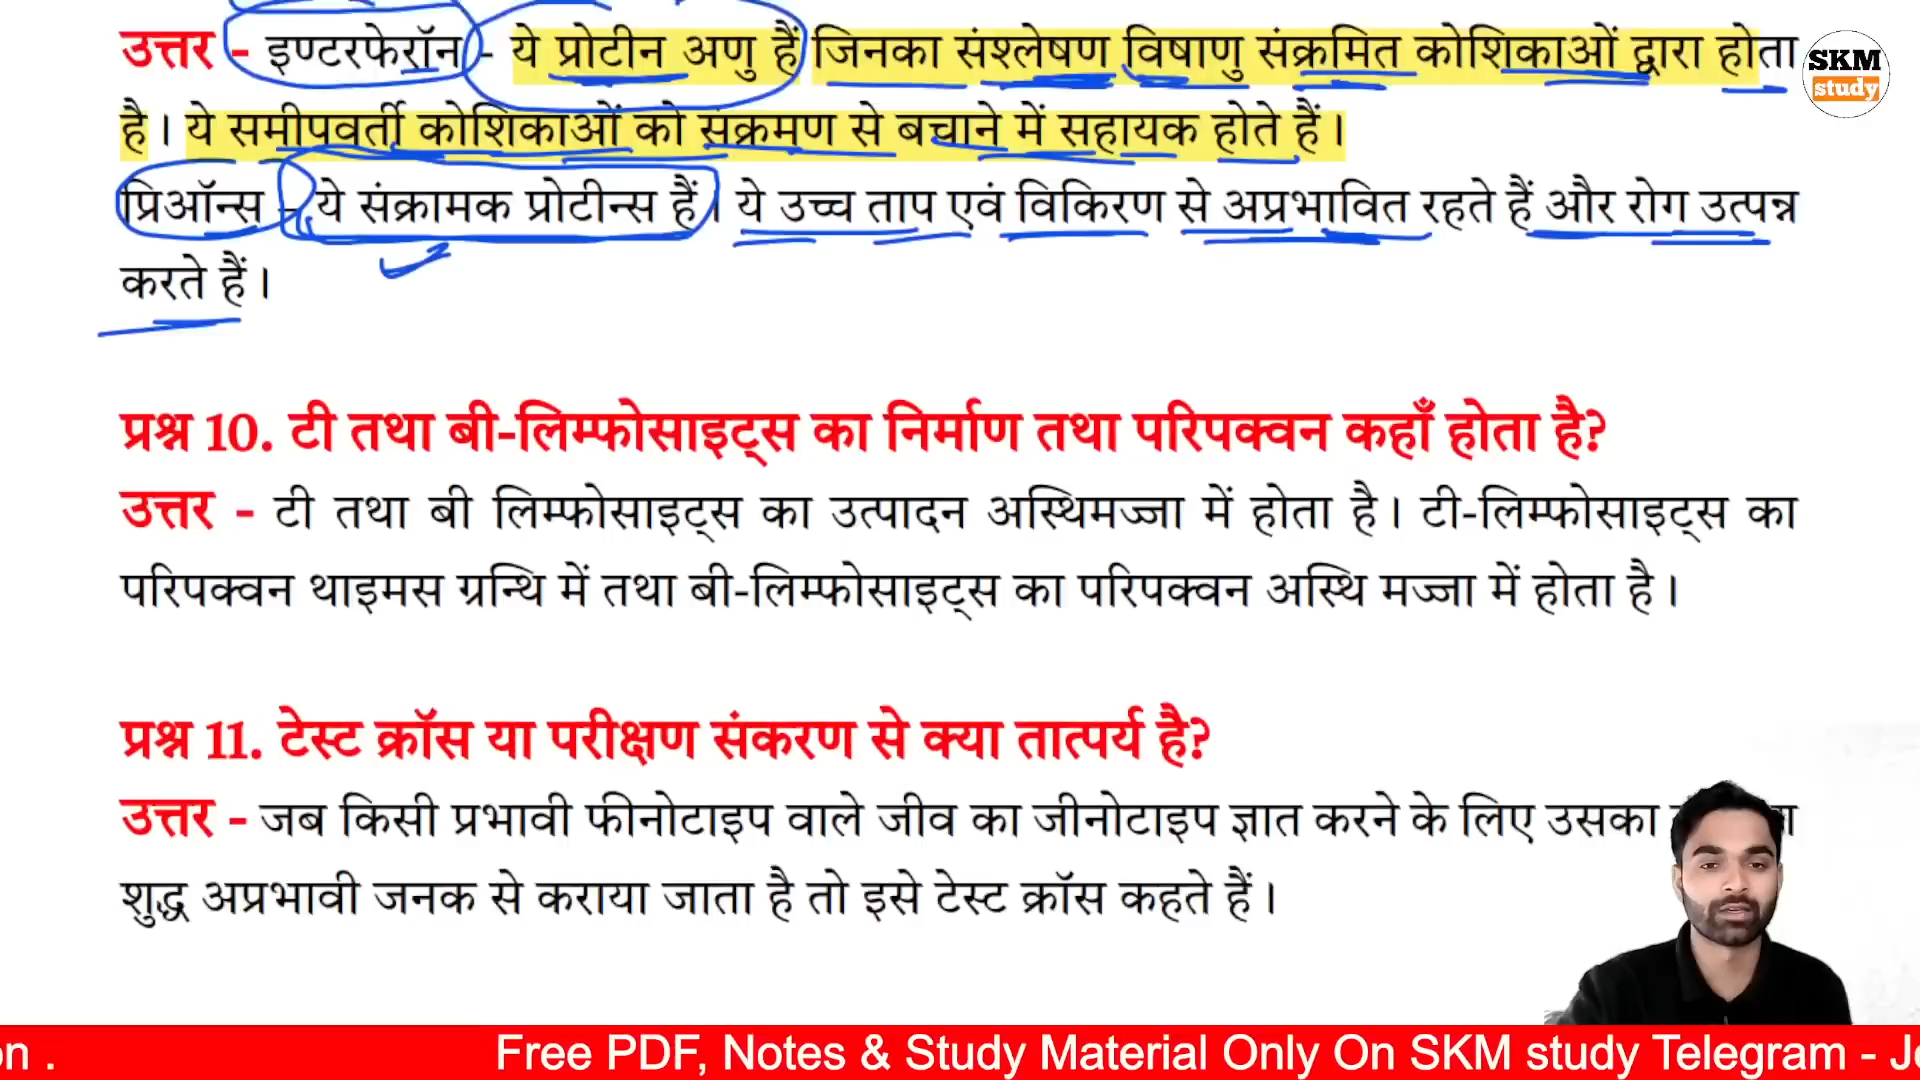 उत्तर - इण्टरफेरॉन - ये प्रोटीन अणु हैं जिनका संश्लेषण विषाणु संक्रमित कोशिकाओं द्वारा होता
है। ये समीपवर्ती कोशिकाओं को संक्रमण से बचाने में सहायक होते हैं।
प्रिऑन्स - ये संक्रामक प्रोटीन्स हैं। ये उच्च ताप एवं विकिरण से अप्रभावित रहते हैं और रोग उत्पन्न
करते हैं।
SKM
study
प्रश्न 10. टी तथा बी-लिम्फोसाइट्स का निर्माण तथा परिपक्वन कहाँ होता है?
उत्तर - टी तथा बी लिम्फोसाइट्स का उत्पादन अस्थिमज्जा में होता है। टी-लिम्फोसाइट्स का
परिपक्वन थाइमस ग्रन्थि में तथा बी-लिम्फोसाइट्स का परिपक्वन अस्थि मज्जा में होता है।
प्रश्न 11. टेस्ट क्रॉस या परीक्षण संकरण से क्या तात्पर्य है?
उत्तर - जब किसी प्रभावी फीनोटाइप वाले जीव का जीनोटाइप ज्ञात करने के लिए उसका
शुद्ध अप्रभावी जनक से कराया जाता है तो इसे टेस्ट क्रॉस कहते हैं।
on . Free PDF, Notes & Study Material Only On SKM study Telegram -